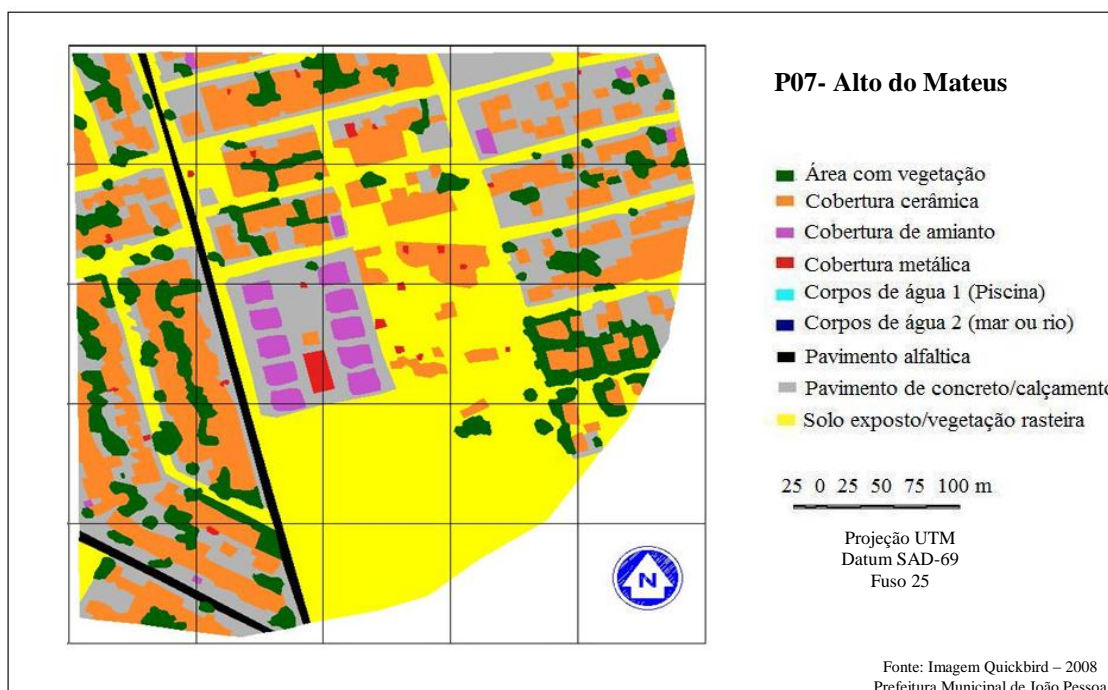 P07- Alto do Mateus
Área com vegetação
Cobertura cerâmica
Cobertura de amianto
Cobertura metálica
Corpos de água 1 (Piscina)
Corpos de água 2 (mar ou rio)
Pavimento alfaltica
Pavimento de concreto/calçamento
Solo exposto/vegetação rasteira
25 0 25 50 75 100 m
Projeção UTM
Datum SAD-69
Fuso 25
N
Fonte: Imagem Quickbird – 2008
Prefeitura Municipal de João Pessoa